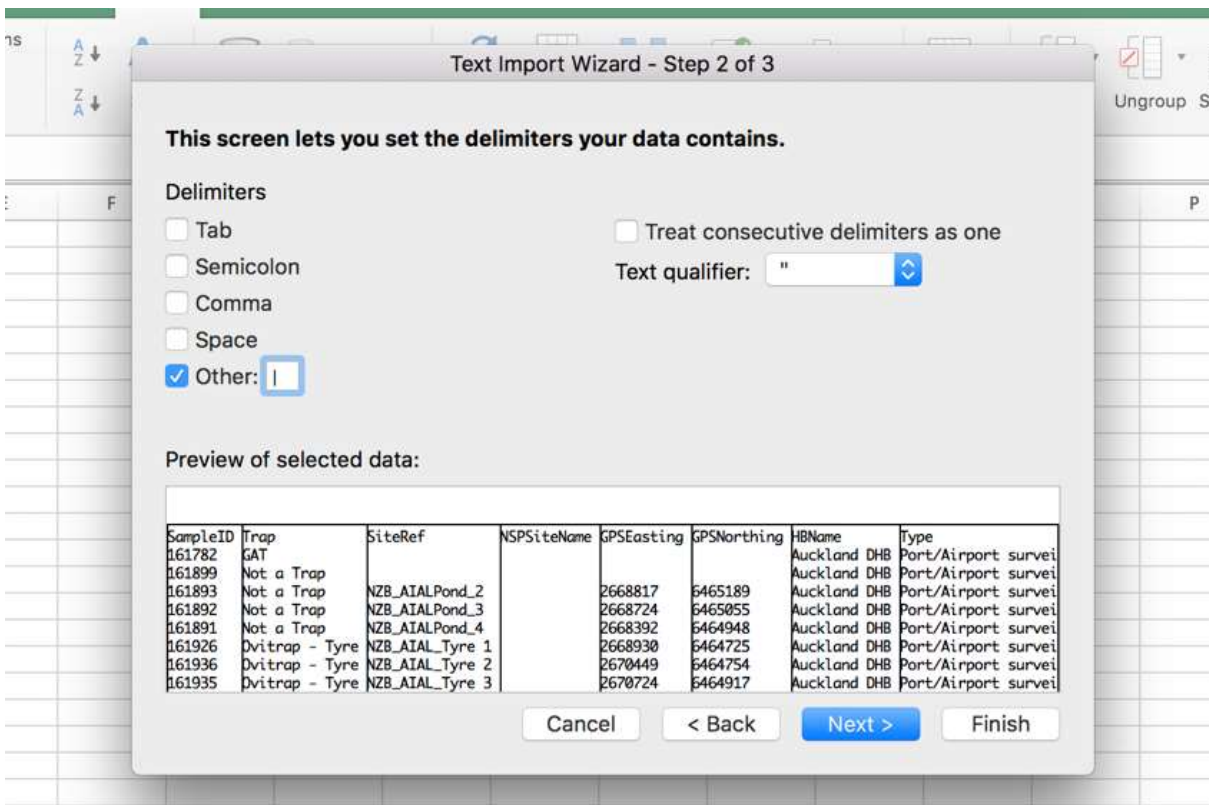 ns
A
Z
Z
A
Ungroup S
Text Import Wizard - Step 2 of 3
This screen lets you set the delimiters your data contains.
F
P
Delimiters
Tab
Treat consecutive delimiters as one
Semicolon
Text qualifier: "
Comma
Space
Other: |
Preview of selected data:
SampleID Trap SiteRef NSPSiteName GPSEasting GPSNorthing HBName Type
161782 GAT Auckland DHB Port/Airport survei
161899 Not a Trap Auckland DHB Port/Airport survei
161893 Not a Trap NZB_AIALPond_2 2668817 6465189 Auckland DHB Port/Airport survei
161892 Not a Trap NZB_AIALPond_3 2668724 6465055 Auckland DHB Port/Airport survei
161891 Not a Trap NZB_AIALPond_4 2668392 6464948 Auckland DHB Port/Airport survei
161926 Ovitrap - Tyre NZB_AIAL_Tyre 1 2668930 6464725 Auckland DHB Port/Airport survei
161936 Ovitrap - Tyre NZB_AIAL_Tyre 2 2670449 6464754 Auckland DHB Port/Airport survei
161935 Ovitrap - Tyre NZB_AIAL_Tyre 3 2670724 6464917 Auckland DHB Port/Airport survei
Cancel < Back Next > Finish